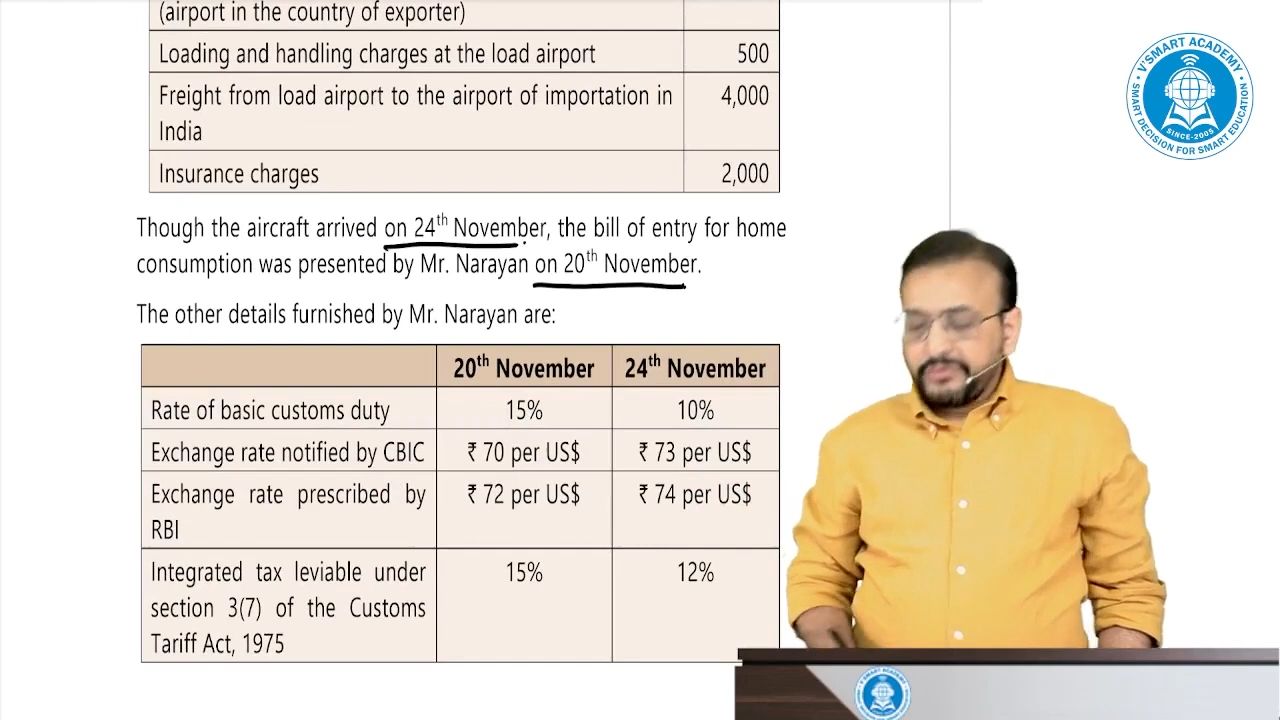 (airport in the country of exporter)
Loading and handling charges at the load airport 500
Freight from load airport to the airport of importation in 4,000
India
Insurance charges 2,000
Though the aircraft arrived on 24th November, the bill of entry for home
consumption was presented by Mr. Narayan on 20th November.
The other details furnished by Mr. Narayan are:
20th November 24th November
Rate of basic customs duty 15% 10%
Exchange rate notified by CBIC ₹ 70 per US$ ₹ 73 per US$
Exchange rate prescribed by ₹ 72 per US$ ₹ 74 per US$
RBI
Integrated tax leviable under 15% 12%
section 3(7) of the Customs
Tariff Act, 1975
V'SMART ACADEMY
SINCE-2005
SMART DECISION FOR SMART EDUCATION